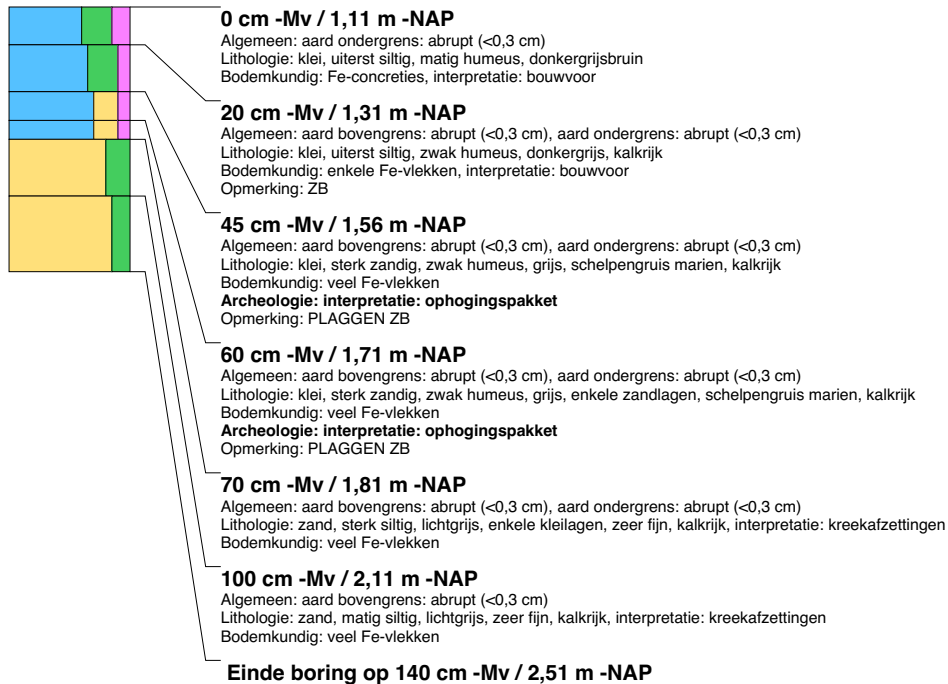 0 cm -Mv / 1,11 m -NAP
Algemeen: aard ondergrens: abrupt (<0,3 cm)
Lithologie: klei, uiterst siltig, matig humeus, donkergrijsbruin
Bodemkundig: Fe-concreties, interpretatie: bouwvoor
20 cm -Mv / 1,31 m -NAP
Algemeen: aard bovengrens: abrupt (<0,3 cm), aard ondergrens: abrupt (<0,3 cm)
Lithologie: klei, uiterst siltig, zwak humeus, donkergrijs, kalkrijk
Bodemkundig: enkele Fe-vlekken, interpretatie: bouwvoor
Opmerking: ZB
45 cm -Mv / 1,56 m -NAP
Algemeen: aard bovengrens: abrupt (<0,3 cm), aard ondergrens: abrupt (<0,3 cm)
Lithologie: klei, sterk zandig, zwak humeus, grijs, schelpengruis marien, kalkrijk
Bodemkundig: veel Fe-vlekken
Archeologie: interpretatie: ophogingspakket
Opmerking: PLAGGEN ZB
60 cm -Mv / 1,71 m -NAP
Algemeen: aard bovengrens: abrupt (<0,3 cm), aard ondergrens: abrupt (<0,3 cm)
Lithologie: klei, sterk zandig, zwak humeus, grijs, enkele zandlagen, schelpengruis marien, kalkrijk
Bodemkundig: veel Fe-vlekken
Archeologie: interpretatie: ophogingspakket
Opmerking: PLAGGEN ZB
70 cm -Mv / 1,81 m -NAP
Algemeen: aard bovengrens: abrupt (<0,3 cm), aard ondergrens: abrupt (<0,3 cm)
Lithologie: zand, sterk siltig, lichtgrijs, enkele kleilagen, zeer fijn, kalkrijk, interpretatie: kreekafzettingen
Bodemkundig: veel Fe-vlekken
100 cm -Mv / 2,11 m -NAP
Algemeen: aard bovengrens: abrupt (<0,3 cm)
Lithologie: zand, matig siltig, lichtgrijs, zeer fijn, kalkrijk, interpretatie: kreekafzettingen
Bodemkundig: veel Fe-vlekken
Einde boring op 140 cm -Mv / 2,51 m -NAP